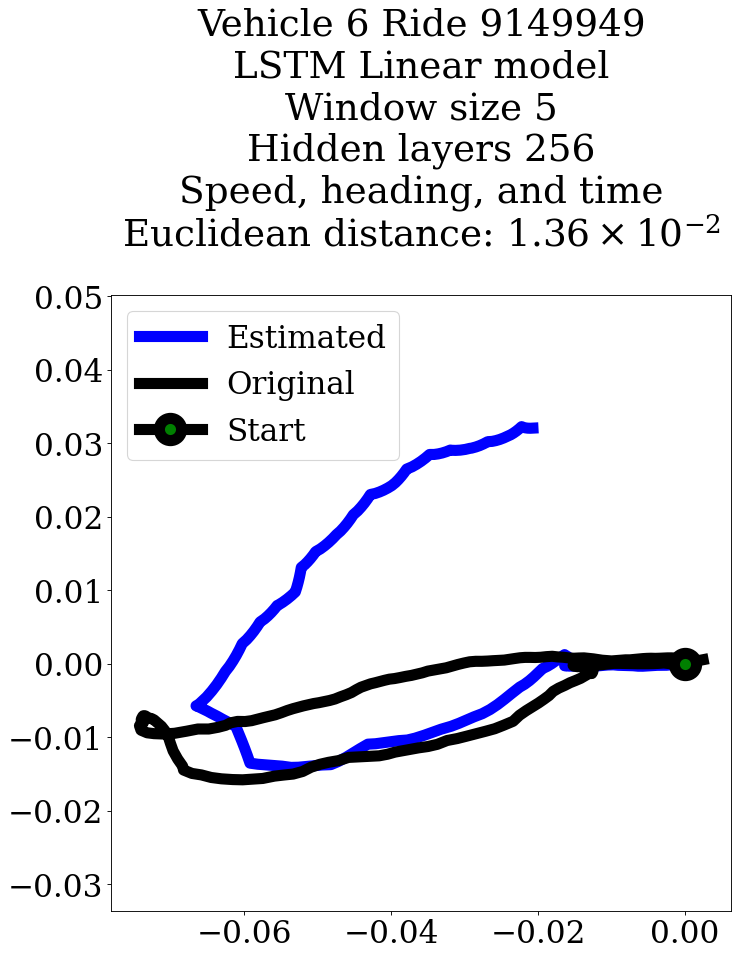 Vehicle 6 Ride 9149949
LSTM Linear model
Window size 5
Hidden layers 256
Speed, heading, and time
Euclidean distance: 1.36 × 10⁻²
0.05
0.04
0.03
0.02
0.01
0.00
−0.01
−0.02
−0.03
Estimated
Original
Start
−0.06 −0.04 −0.02 0.00